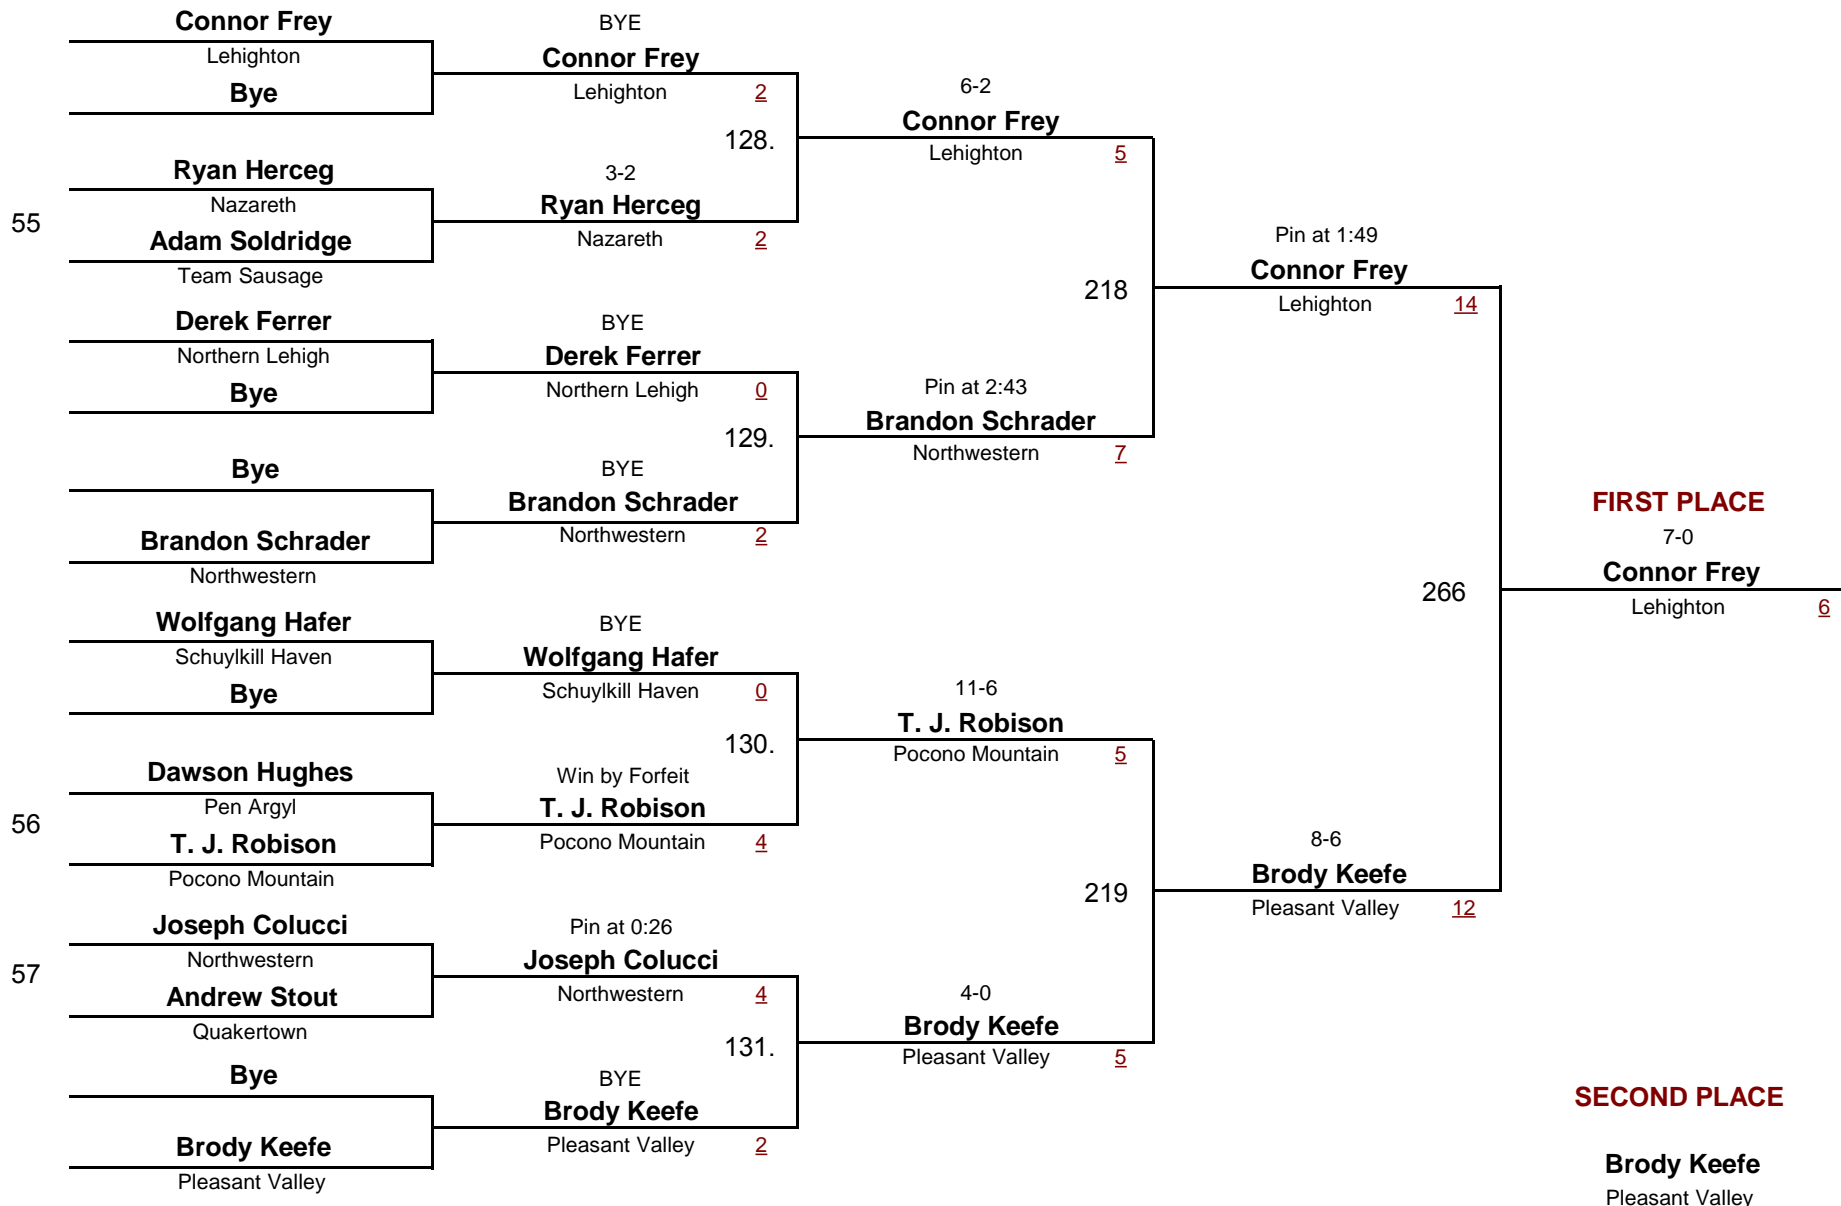 Connor Frey
Lehighton
Bye
55
Ryan Herceg
Nazareth
Adam Soldridge
Team Sausage
Derek Ferrer
Northern Lehigh
Bye
Bye
Brandon Schrader
Northwestern
Wolfgang Hafer
Schuylkill Haven
Bye
56
Dawson Hughes
Pen Argyl
T. J. Robison
Pocono Mountain
57
Joseph Colucci
Northwestern
Andrew Stout
Quakertown
Bye
Brody Keefe
Pleasant Valley
BYE
Connor Frey
Lehighton 2
128.
3-2
Ryan Herceg
Nazareth 2
BYE
Derek Ferrer
Northern Lehigh 0
129.
BYE
Brandon Schrader
Northwestern 2
BYE
Wolfgang Hafer
Schuylkill Haven 0
130.
Win by Forfeit
T. J. Robison
Pocono Mountain 4
Pin at 0:26
Joseph Colucci
Northwestern 4
131.
BYE
Brody Keefe
Pleasant Valley 2
6-2
Connor Frey
Lehighton 5
218
Pin at 2:43
Brandon Schrader
Northwestern 7
11-6
T. J. Robison
Pocono Mountain 5
219
4-0
Brody Keefe
Pleasant Valley 5
Pin at 1:49
Connor Frey
Lehighton 14
266
8-6
Brody Keefe
Pleasant Valley 12
FIRST PLACE
7-0
Connor Frey
Lehighton 6
SECOND PLACE
Brody Keefe
Pleasant Valley